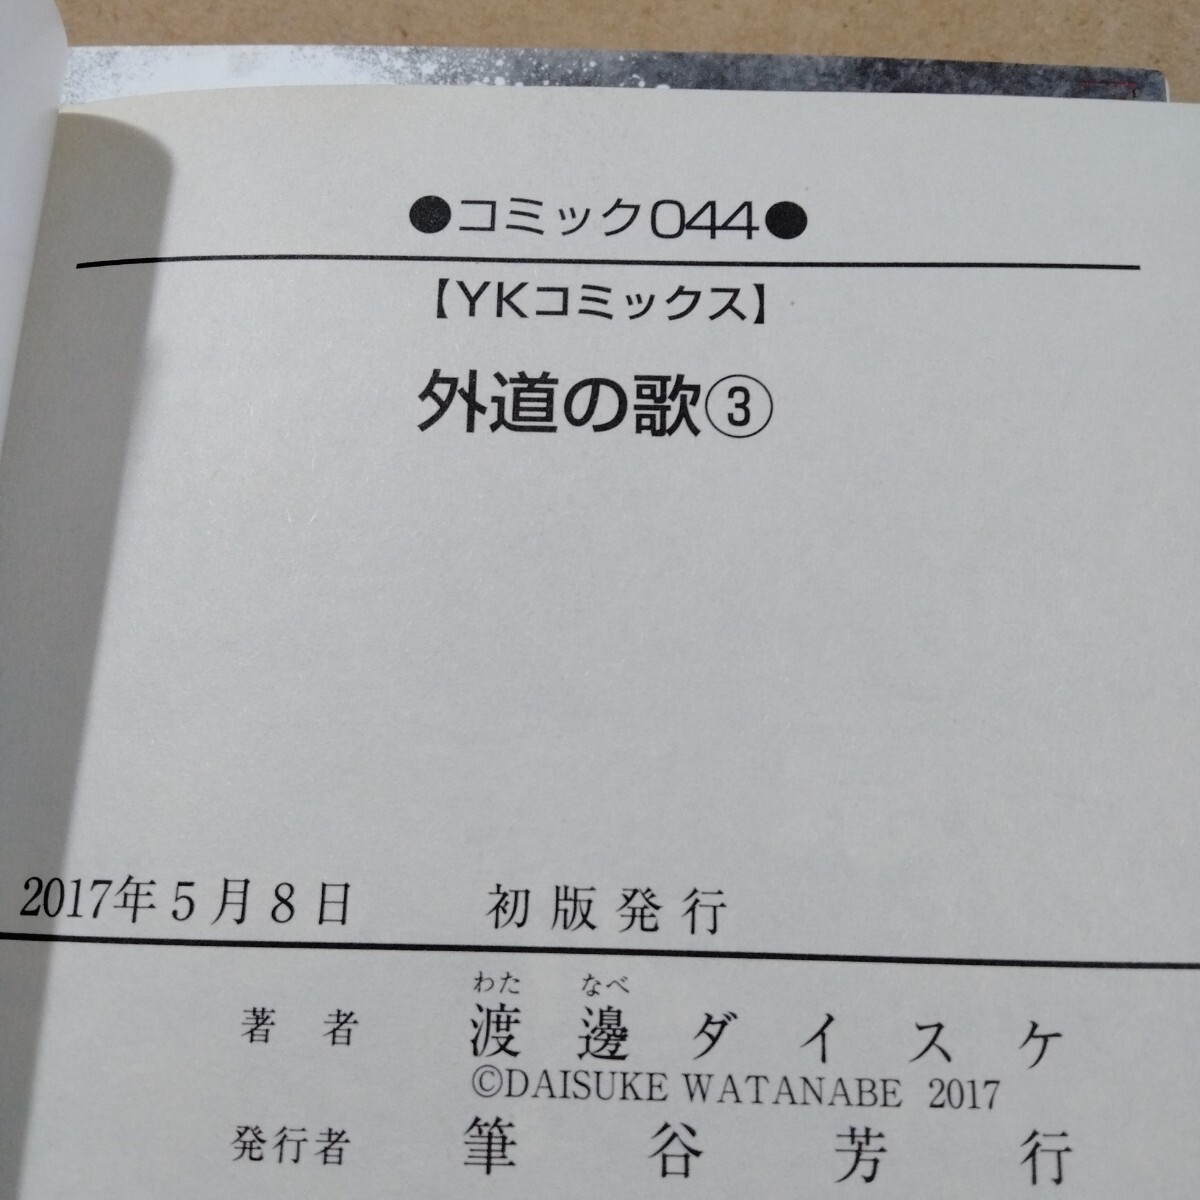 ●コミック044●
【YKコミックス】
外道の歌③
2017年5月8日 初版発行
わた なべ
著者 渡邊ダイスケ
©DAISUKE WATANABE 2017
発行者 筆谷芳行